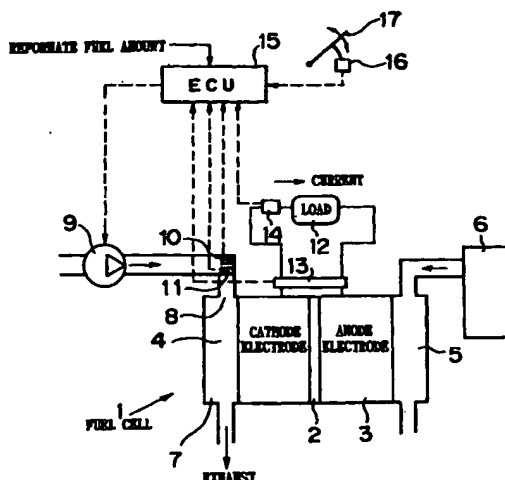 17
15
REFORMATE FUEL AMOUNT
16
ECU
CURRENT
9
LOAD
6
10
14
12
13
11
8
CATHODE
ELECTRODE
ANODE
ELECTRODE
4
5
1
FUEL CELL
7
2
3
EXHAUST